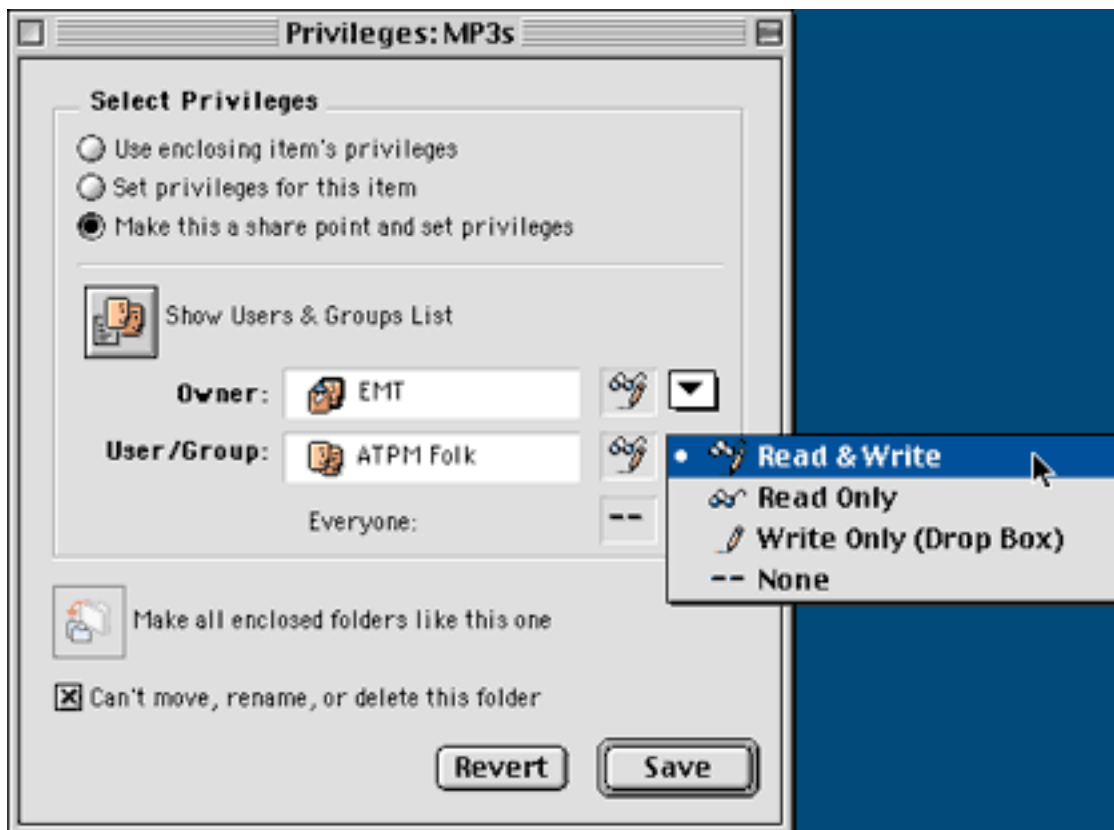 Privileges: MP3s
Select Privileges
Use enclosing item's privileges
Set privileges for this item
Make this a share point and set privileges
Show Users & Groups List
Owner: EMT
User/Group: ATPM Folk
Read & Write
Read Only
Everyone: --
Write Only (Drop Box)
-- None
Make all enclosed folders like this one
Can't move, rename, or delete this folder
Revert Save